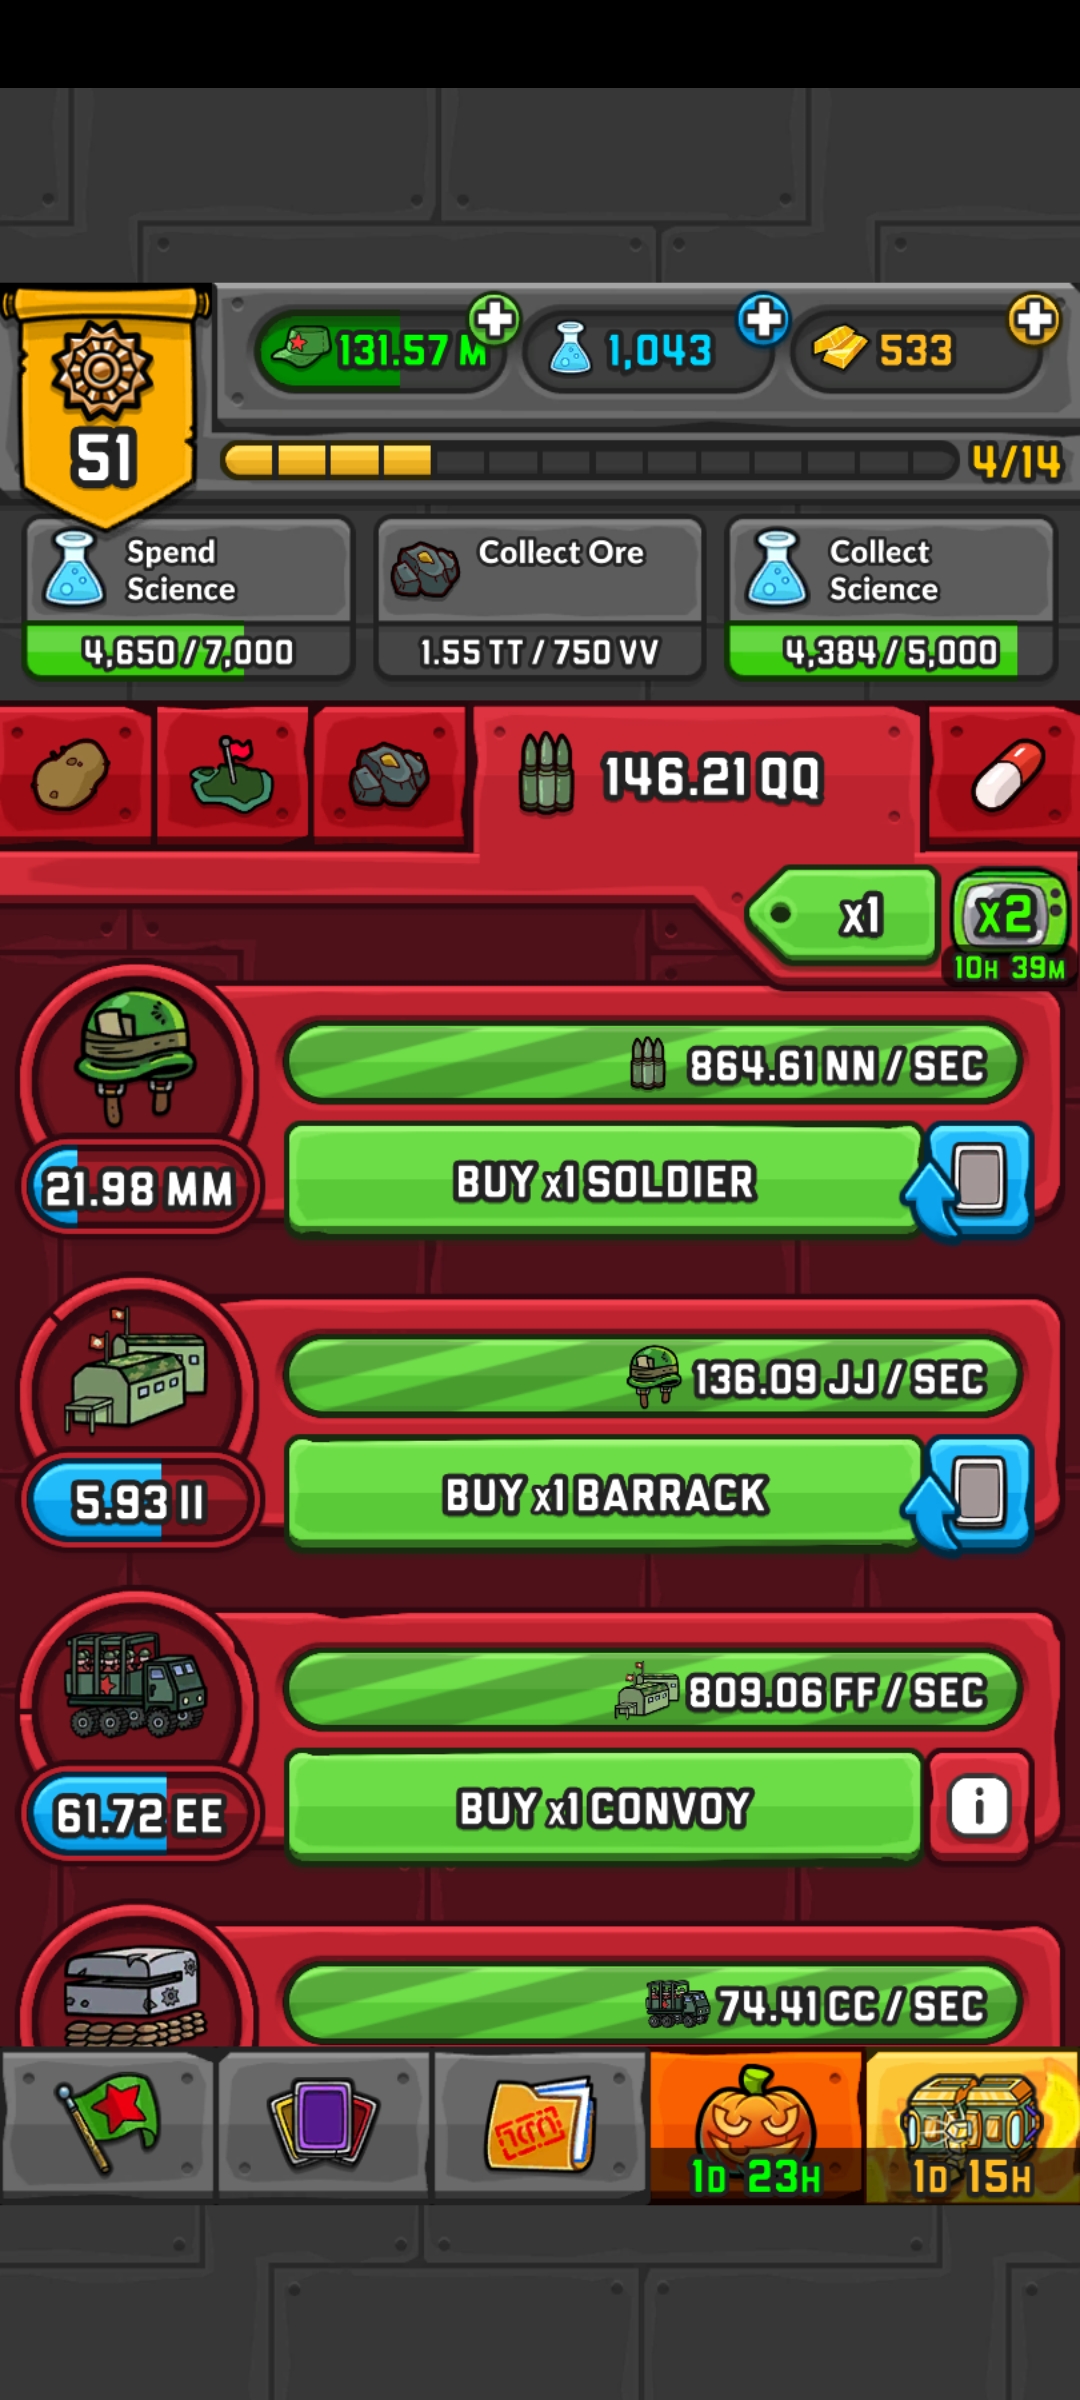 131.57 M
1,043
533
51
4/14
Spend
Science
4,650/7,000
Collect Ore
1.55 TT/750 VV
Collect
Science
4,384/5,000
146.21 QQ
x1
x2
10H 39M
864.61 NN/SEC
21.98 MM
BUY x1 SOLDIER
136.09 JJ/SEC
5.93 II
BUY x1 BARRACK
809.06 FF/SEC
61.72 EE
BUY x1 CONVOY
i
74.41 CC/SEC
1D 23H
1D 15H